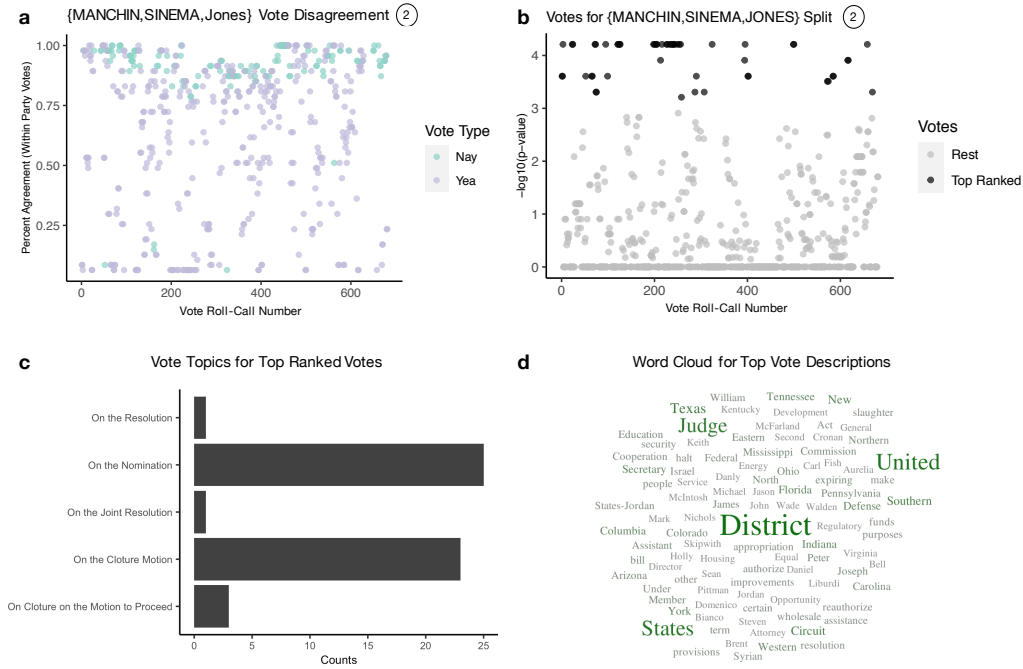 a
{MANCHIN,SINEMA,Jones} Vote Disagreement 2
Percent Agreement (Within Party Votes)
1.00
0.75
0.50
0.25
0 200 400 600
Vote Roll-Call Number
Vote Type
Nay
Yea
b
Votes for {MANCHIN,SINEMA,JONES} Split 2
−log10(p-value)
4
3
2
1
0
0 200 400 600
Vote Roll-Call Number
Votes
Rest
Top Ranked
c
Vote Topics for Top Ranked Votes
On the Resolution
On the Nomination
On the Joint Resolution
On the Cloture Motion
On Cloture on the Motion to Proceed
0 5 10 15 20 25
Counts
d
Word Cloud for Top Vote Descriptions
William Tennessee New
Texas Kentucky Development slaughter
Judge McFarland Act General
Education Eastern Second Cronan Northern
security Keith
Cooperation halt Federal Mississippi Commission United
Secretary Israel Energy Ohio Carl Fish Aurelia
people Service Danly North expiring make
McIntosh Michael Jason Florida Pennsylvania
States-Jordan James John Wade Walden Defense Southern
Mark Nichols District Regulatory funds
Columbia Colorado purposes
Assistant Skipwith appropriation Indiana
bill Holly Housing Equal Peter Virginia
Director authorize Daniel Joseph Bell
Arizona other Sean improvements Liburdi Carolina
Under Pittman Jordan Opportunity
Member Domenico certain reauthorize
York Bianco Steven wholesale assistance
States term Attorney Circuit
Brent Western resolution
provisions Syrian